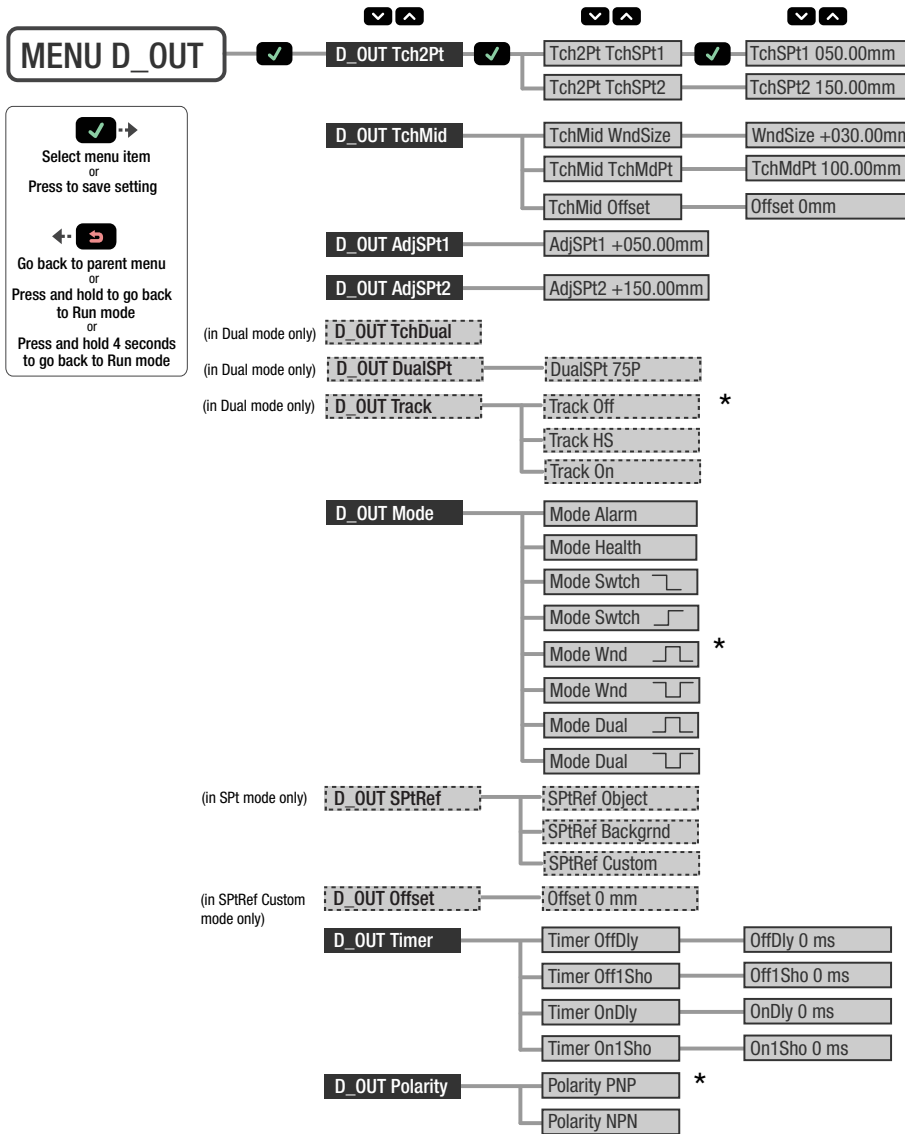 MENU D_OUT
D_OUT Tch2Pt
Tch2Pt TchSPt1
TchSPt1 050.00mm
Tch2Pt TchSPt2
TchSPt2 150.00mm
Select menu item
or
Press to save setting
Go back to parent menu
or
Press and hold to go back
to Run mode
or
Press and hold 4 seconds
to go back to Run mode
D_OUT TchMid
TchMid WndSize
WndSize +030.00mm
TchMid TchMdPt
TchMdPt 100.00mm
TchMid Offset
Offset 0mm
D_OUT AdjSPt1
AdjSPt1 +050.00mm
D_OUT AdjSPt2
AdjSPt2 +150.00mm
(in Dual mode only)
D_OUT TchDual
(in Dual mode only)
D_OUT DualSPt
DualSPt 75P
(in Dual mode only)
D_OUT Track
Track Off
*
Track HS
Track On
D_OUT Mode
Mode Alarm
Mode Health
Mode Swtch
Mode Swtch
Mode Wnd
*
Mode Wnd
Mode Dual
Mode Dual
(in SPt mode only)
D_OUT SPtRef
SPtRef Object
SPtRef Backgrnd
SPtRef Custom
(in SPtRef Custom
mode only)
D_OUT Offset
Offset 0 mm
D_OUT Timer
Timer OffDly
OffDly 0 ms
Timer Off1Sho
Off1Sho 0 ms
Timer OnDly
OnDly 0 ms
Timer On1Sho
On1Sho 0 ms
D_OUT Polarity
Polarity PNP
*
Polarity NPN